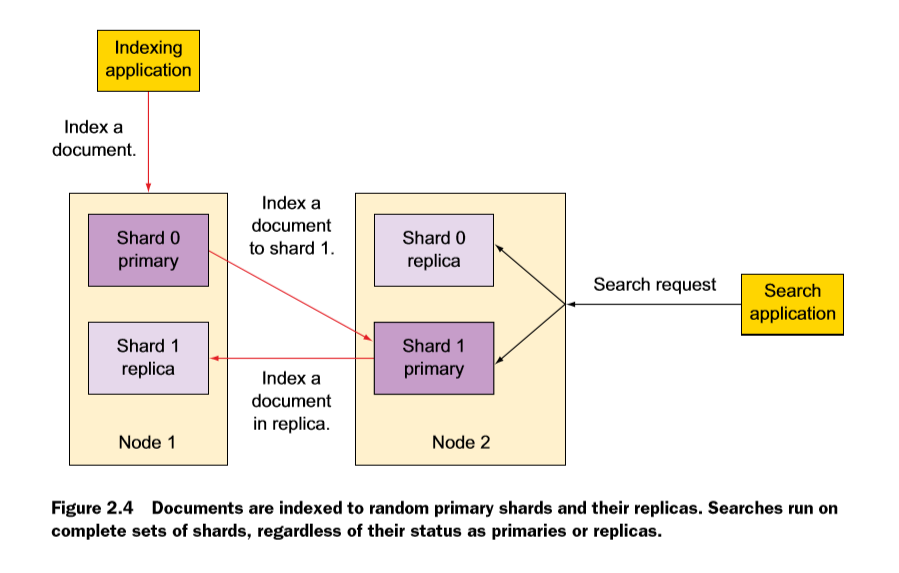 Indexing
application
Index a
document.
Index a
document
to shard 1.
Shard 0
primary
Shard 0
replica
Search request
Search
application
Shard 1
replica
Shard 1
primary
Index a
document
in replica.
Node 1
Node 2
Figure 2.4 Documents are indexed to random primary shards and their replicas. Searches run on
complete sets of shards, regardless of their status as primaries or replicas.